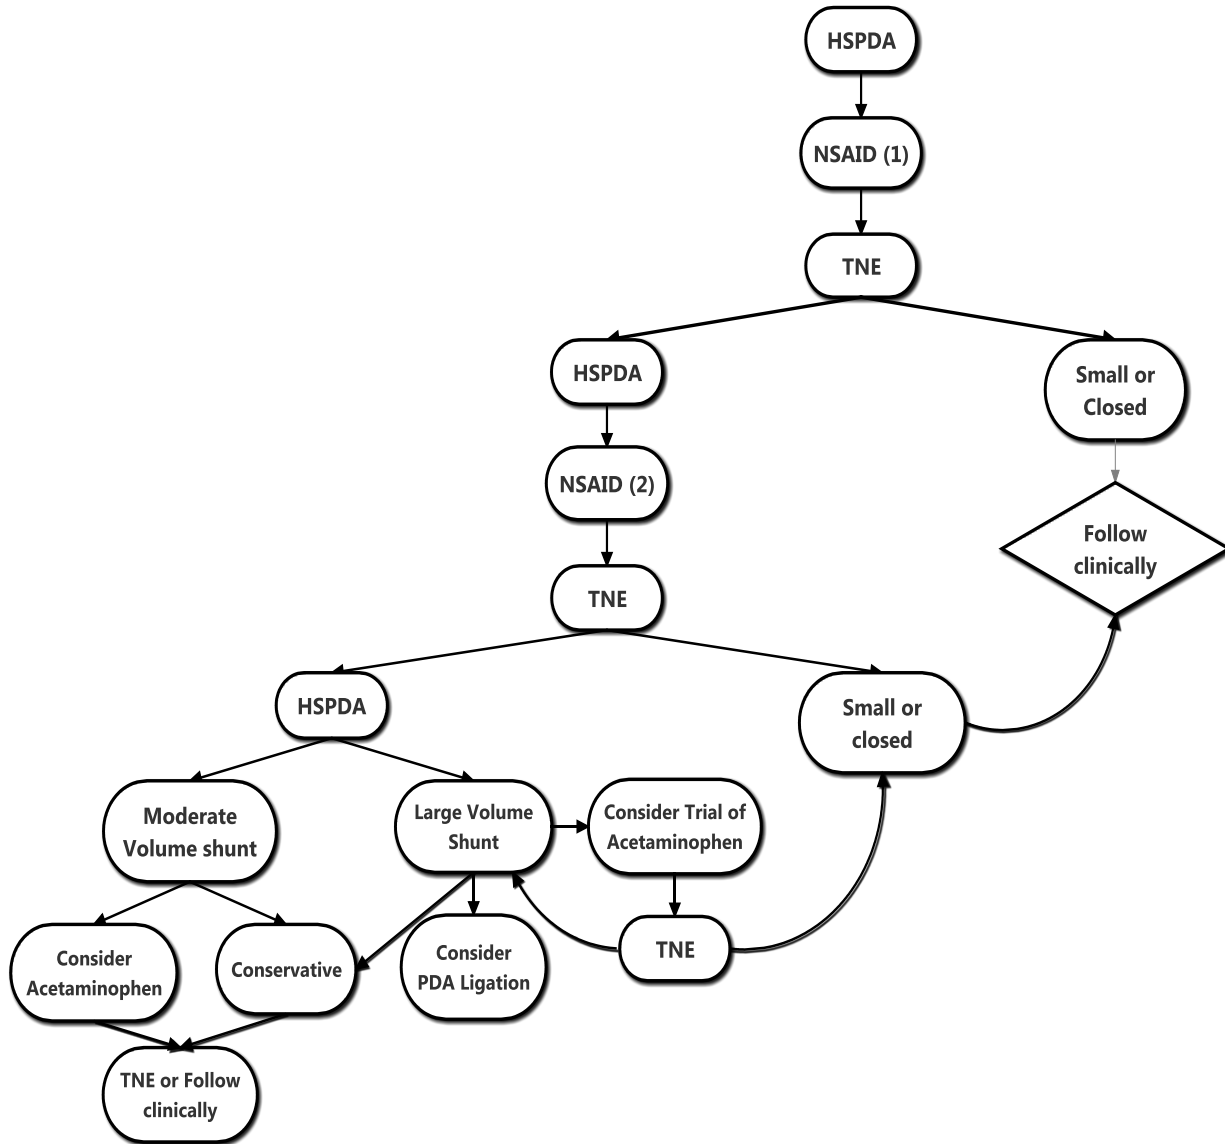 HSPDA
NSAID (1)
TNE
HSPDA
Small or
Closed
NSAID (2)
Follow
clinically
TNE
HSPDA
Small or
closed
Moderate
Volume shunt
Large Volume
Shunt
Consider Trial of
Acetaminophen
Consider
Acetaminophen
Conservative
Consider
PDA Ligation
TNE
TNE or Follow
clinically